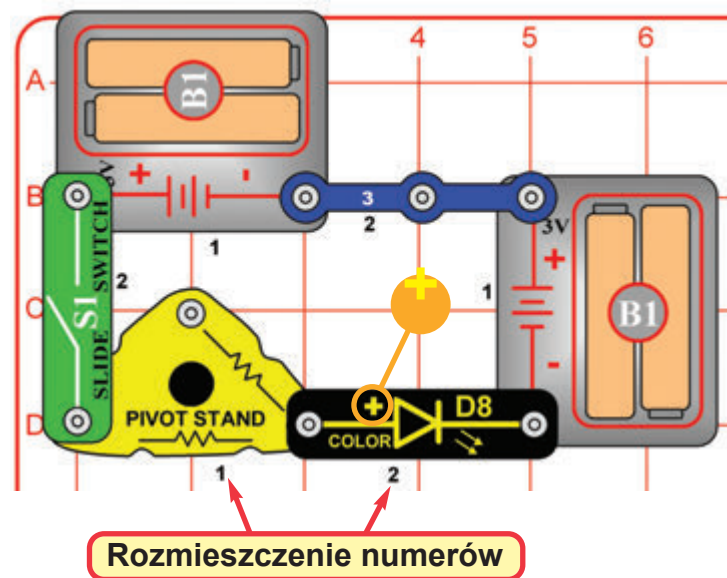 4 5 6
A
B1
B
3V
+ -
3
2
3V
1
SLIDE SWITCH
S1
2
C
1
+
+
B1
-
D
PIVOT STAND
+
D8
COLOR
1
2
Rozmieszczenie numerów